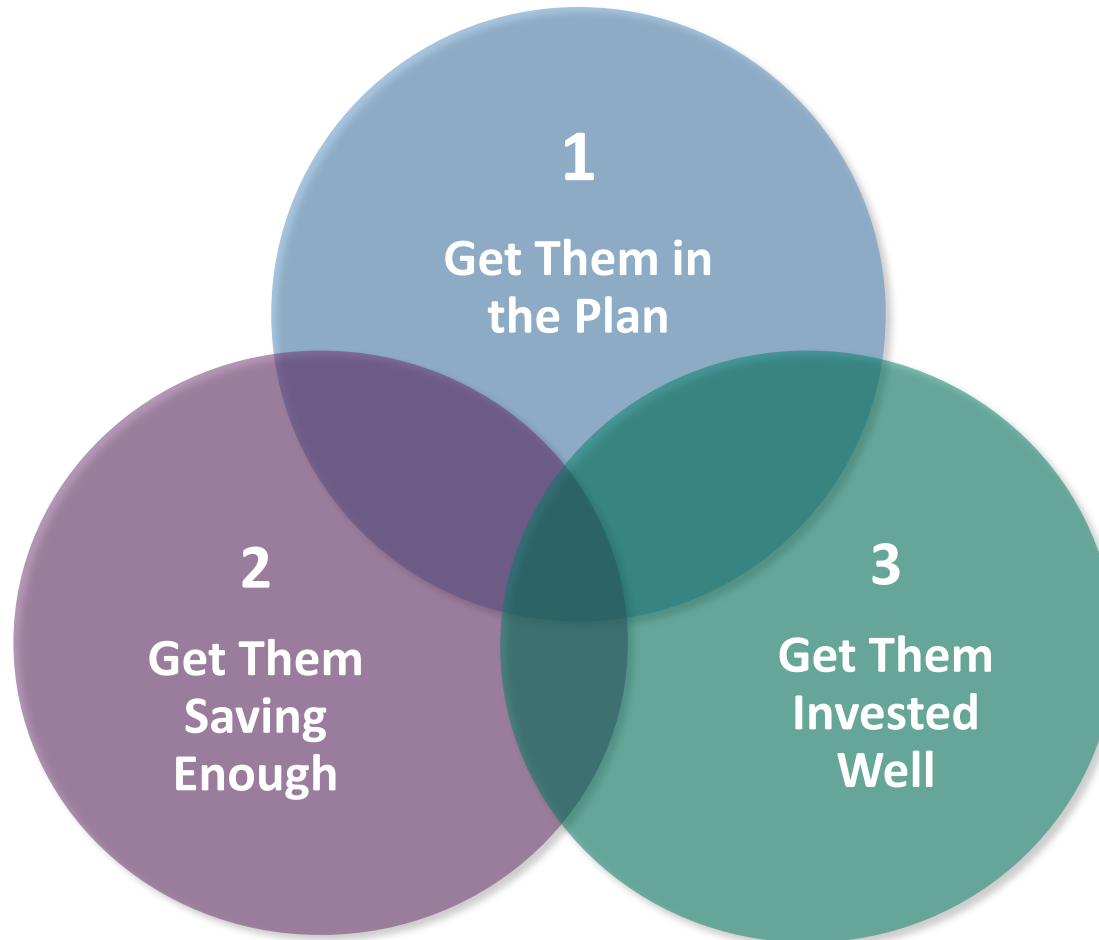 1
Get Them in
the Plan
2
Get Them
Saving
Enough
3
Get Them
Invested
Well